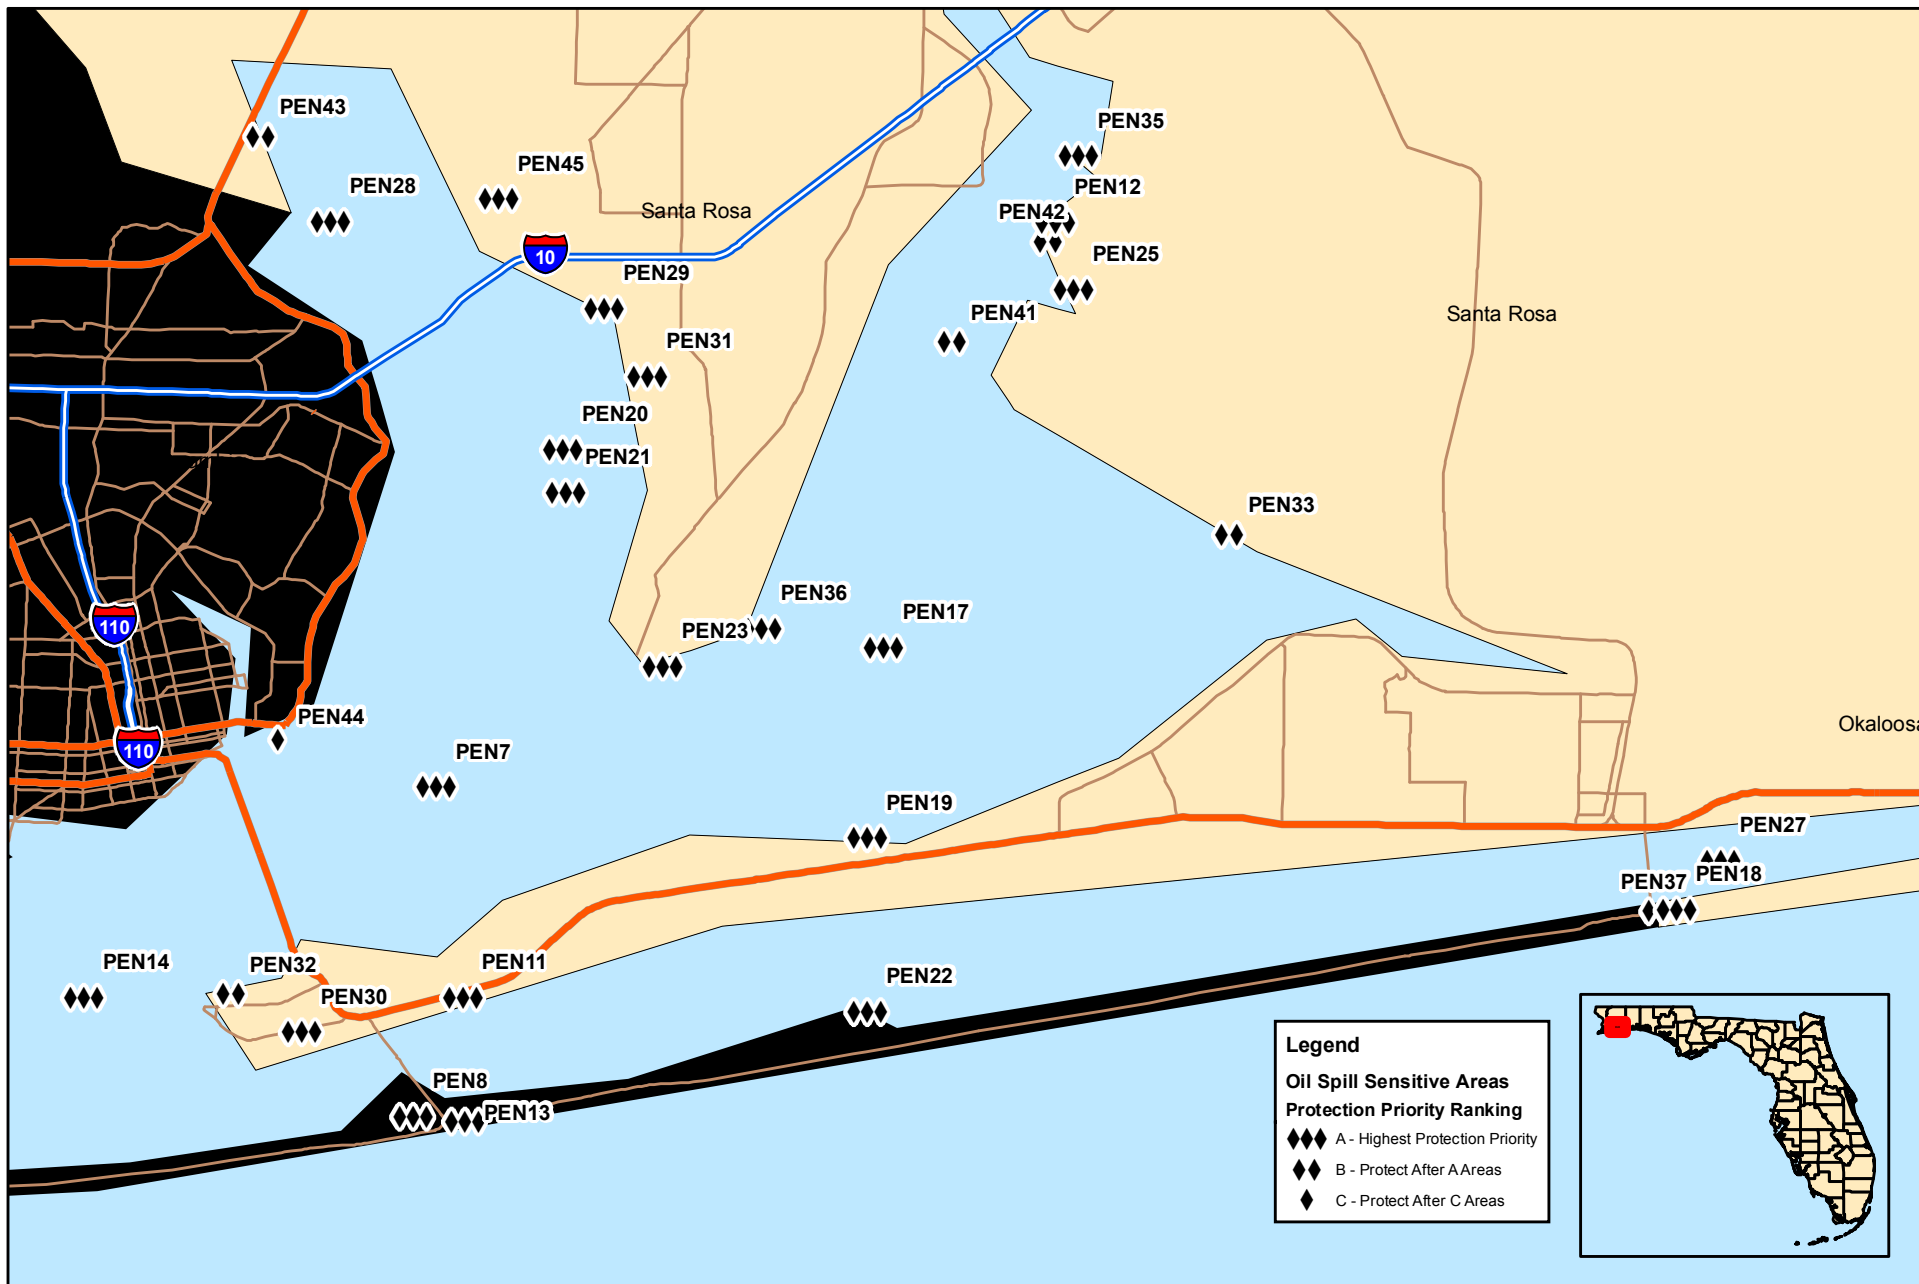 PEN43
PEN35
PEN45
PEN28
PEN12
Santa Rosa
PEN42
10
PEN25
PEN29
PEN41
Santa Rosa
PEN31
PEN20
PEN21
PEN33
PEN36
PEN17
110
PEN23
PEN44
Okaloosa
110
PEN7
PEN19
PEN27
PEN18
PEN37
PEN14
PEN32
PEN11
PEN22
PEN30
PEN8
PEN13
Legend
Oil Spill Sensitive Areas
Protection Priority Ranking
A - Highest Protection Priority
B - Protect After A Areas
C - Protect After C Areas